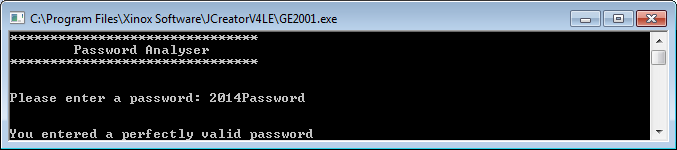 C:\Program Files\Xinox Software\JCreatorV4LE\GE2001.exe
*******************************
Password Analyser
*******************************
Please enter a password: 2014Password
You entered a perfectly valid password